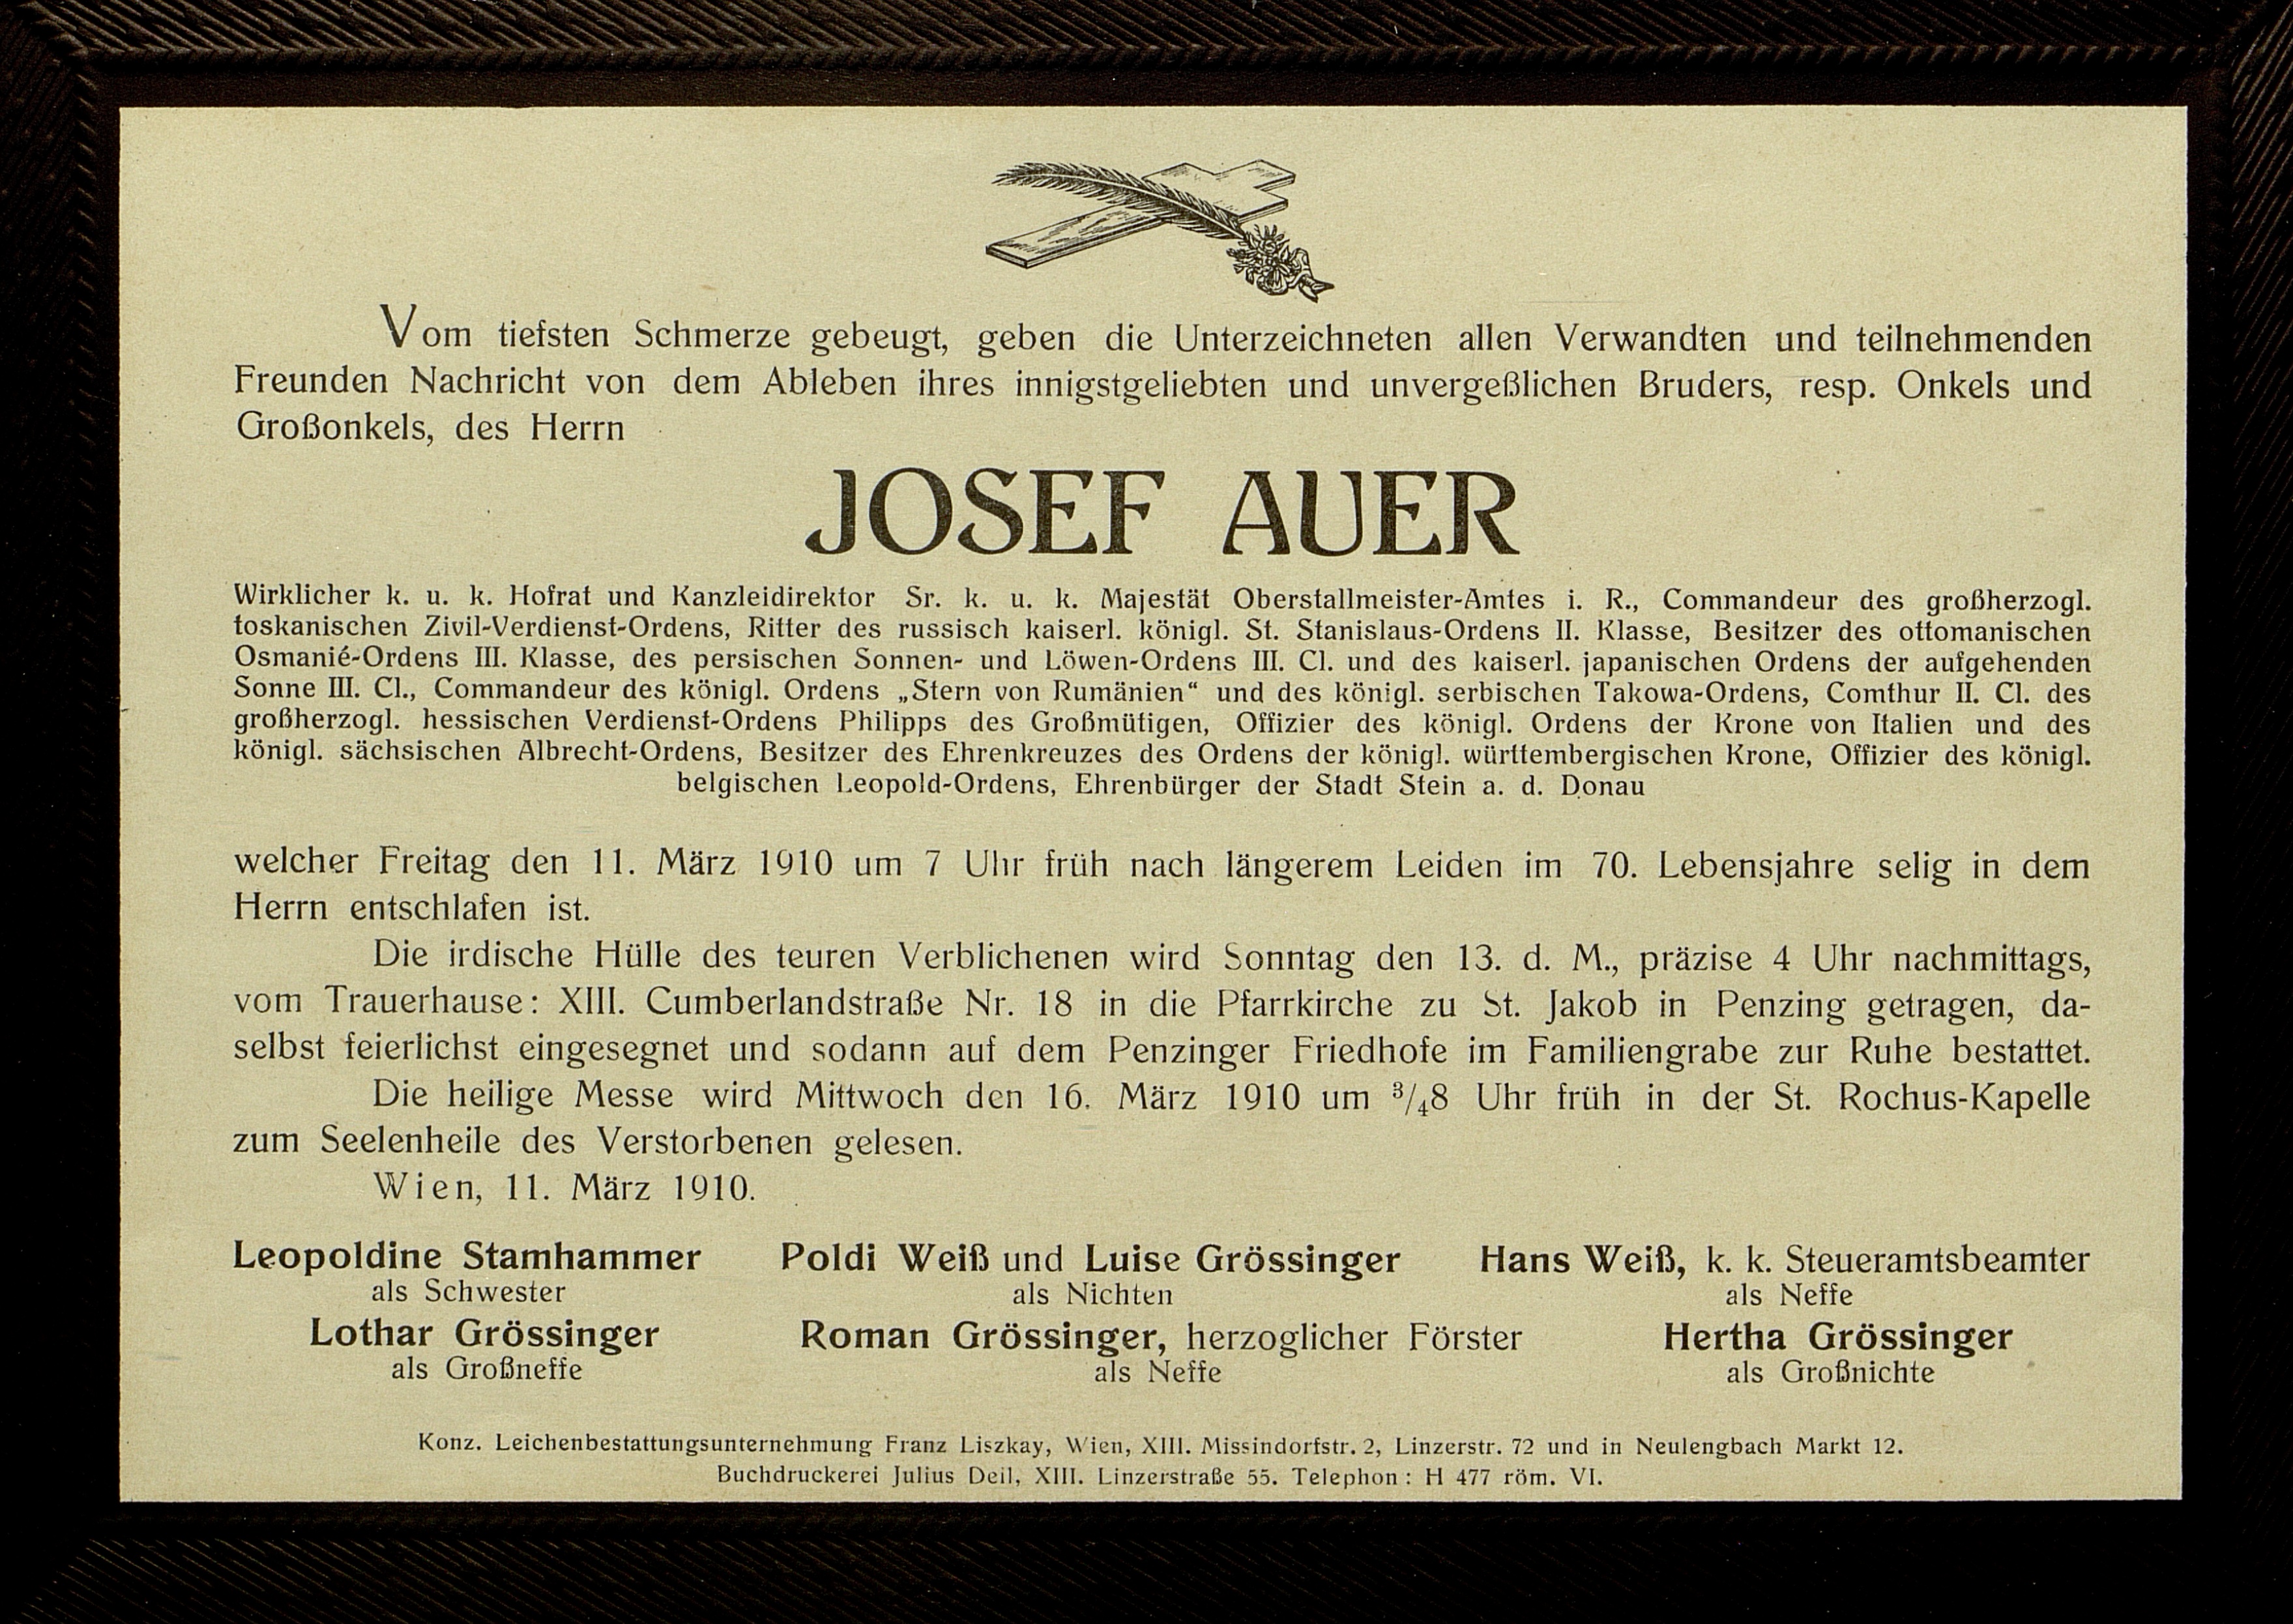 Vom tiefsten Schmerze gebeugt, geben die Unterzeichneten allen Verwandten und teilnehmenden
Freunden Nachricht von dem Ableben ihres innigstgeliebten und unvergeßlichen Bruders, resp. Onkels und
Großonkels, des Herrn
JOSEF AUER
Wirklicher k. u. k. Hofrat und Kanzleidirektor Sr. k. u. k. Majestät Oberstallmeister-Amtes i. R., Commandeur des großherzogl.
toskanischen Zivil-Verdienst-Ordens, Ritter des russisch kaiserl. königl. St. Stanislaus-Ordens II. Klasse, Besitzer des ottomanischen
Osmanié-Ordens III. Klasse, des persischen Sonnen- und Löwen-Ordens III. Cl. und des kaiserl. japanischen Ordens der aufgehenden
Sonne III. Cl., Commandeur des königl. Ordens „Stern von Rumänien“ und des königl. serbischen Takowa-Ordens, Comthur II. Cl. des
großherzogl. hessischen Verdienst-Ordens Philipps des Großmütigen, Offizier des königl. Ordens der Krone von Italien und des
königl. sächsischen Albrecht-Ordens, Besitzer des Ehrenkreuzes des Ordens der königl. württembergischen Krone, Offizier des königl.
belgischen Leopold-Ordens, Ehrenbürger der Stadt Stein a. d. Donau
welcher Freitag den 11. März 1910 um 7 Uhr früh nach längerem Leiden im 70. Lebensjahre selig in dem
Herrn entschlafen ist.
Die irdische Hülle des teuren Verblichenen wird Sonntag den 13. d. M., präzise 4 Uhr nachmittags,
vom Trauerhause: XIII. Cumberlandstraße Nr. 18 in die Pfarrkirche zu St. Jakob in Penzing getragen, da-
selbst feierlichst eingesegnet und sodann auf dem Penzinger Friedhofe im Familiengrabe zur Ruhe bestattet.
Die heilige Messe wird Mittwoch den 16. März 1910 um ³/₄8 Uhr früh in der St. Rochus-Kapelle
zum Seelenheile des Verstorbenen gelesen.
Wien, 11. März 1910.
Leopoldine Stamhammer Poldi Weiß und Luise Grössinger Hans Weiß, k. k. Steueramtsbeamter
als Schwester als Nichten als Neffe
Lothar Grössinger Roman Grössinger, herzoglicher Förster Hertha Grössinger
als Großneffe als Neffe als Großnichte
Konz. Leichenbestattungsunternehmung Franz Liszkay, Wien, XIII. Missindorfstr. 2, Linzerstr. 72 und in Neulengbach Markt 12.
Buchdruckerei Julius Deil, XIII. Linzerstraße 55. Telephon: H 477 röm. VI.